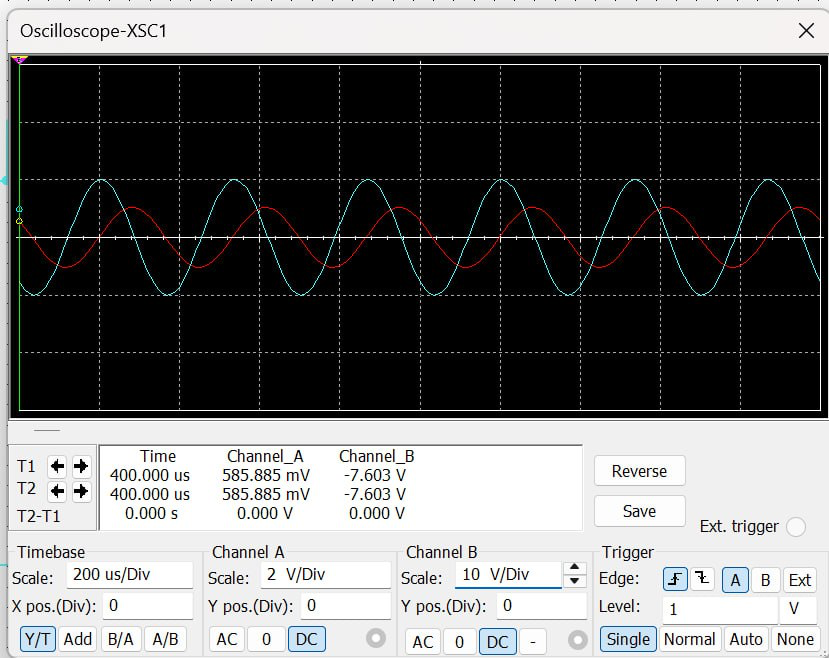 Oscilloscope-XSC1
Time Channel_A Channel_B
T1 400.000 us 585.885 mV -7.603 V
T2 400.000 us 585.885 mV -7.603 V
T2-T1 0.000 s 0.000 V 0.000 V
Reverse
Save
Ext. trigger
Timebase
Scale: 200 us/Div
X pos.(Div): 0
Y/T Add B/A A/B
Channel A
Scale: 2 V/Div
Y pos.(Div): 0
AC 0 DC
Channel B
Scale: 10 V/Div
Y pos.(Div): 0
AC 0 DC -
Trigger
Edge: A B Ext
Level: 1 V
Single Normal Auto None